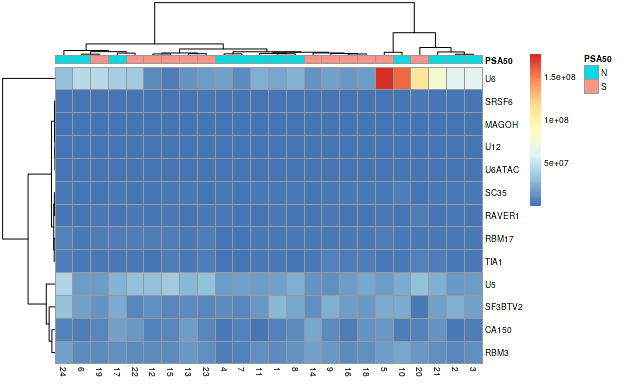 PSA50
U6
SRSF6
MAGOH
U12
U6ATAC
SC35
RAVER1
RBM17
TIA1
U5
SF3BTV2
CA150
RBM3
24 6 19 17 22 12 15 13 23 4 7 11 1 8 14 9 16 18 5 10 20 21 2 3
1.5e+08
1e+08
5e+07
PSA50
N
S